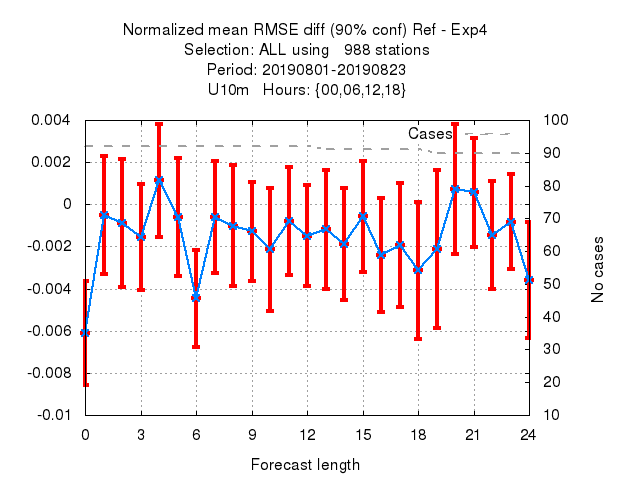 Normalized mean RMSE diff (90% conf) Ref - Exp4
Selection: ALL using   988 stations
Period: 20190801-20190823
U10m   Hours: {00,06,12,18}
Cases
0.004
0.002
0
-0.002
-0.004
-0.006
-0.008
-0.01
100
90
80
70
60
50
40
30
20
10
No cases
0 3 6 9 12 15 18 21 24
Forecast length